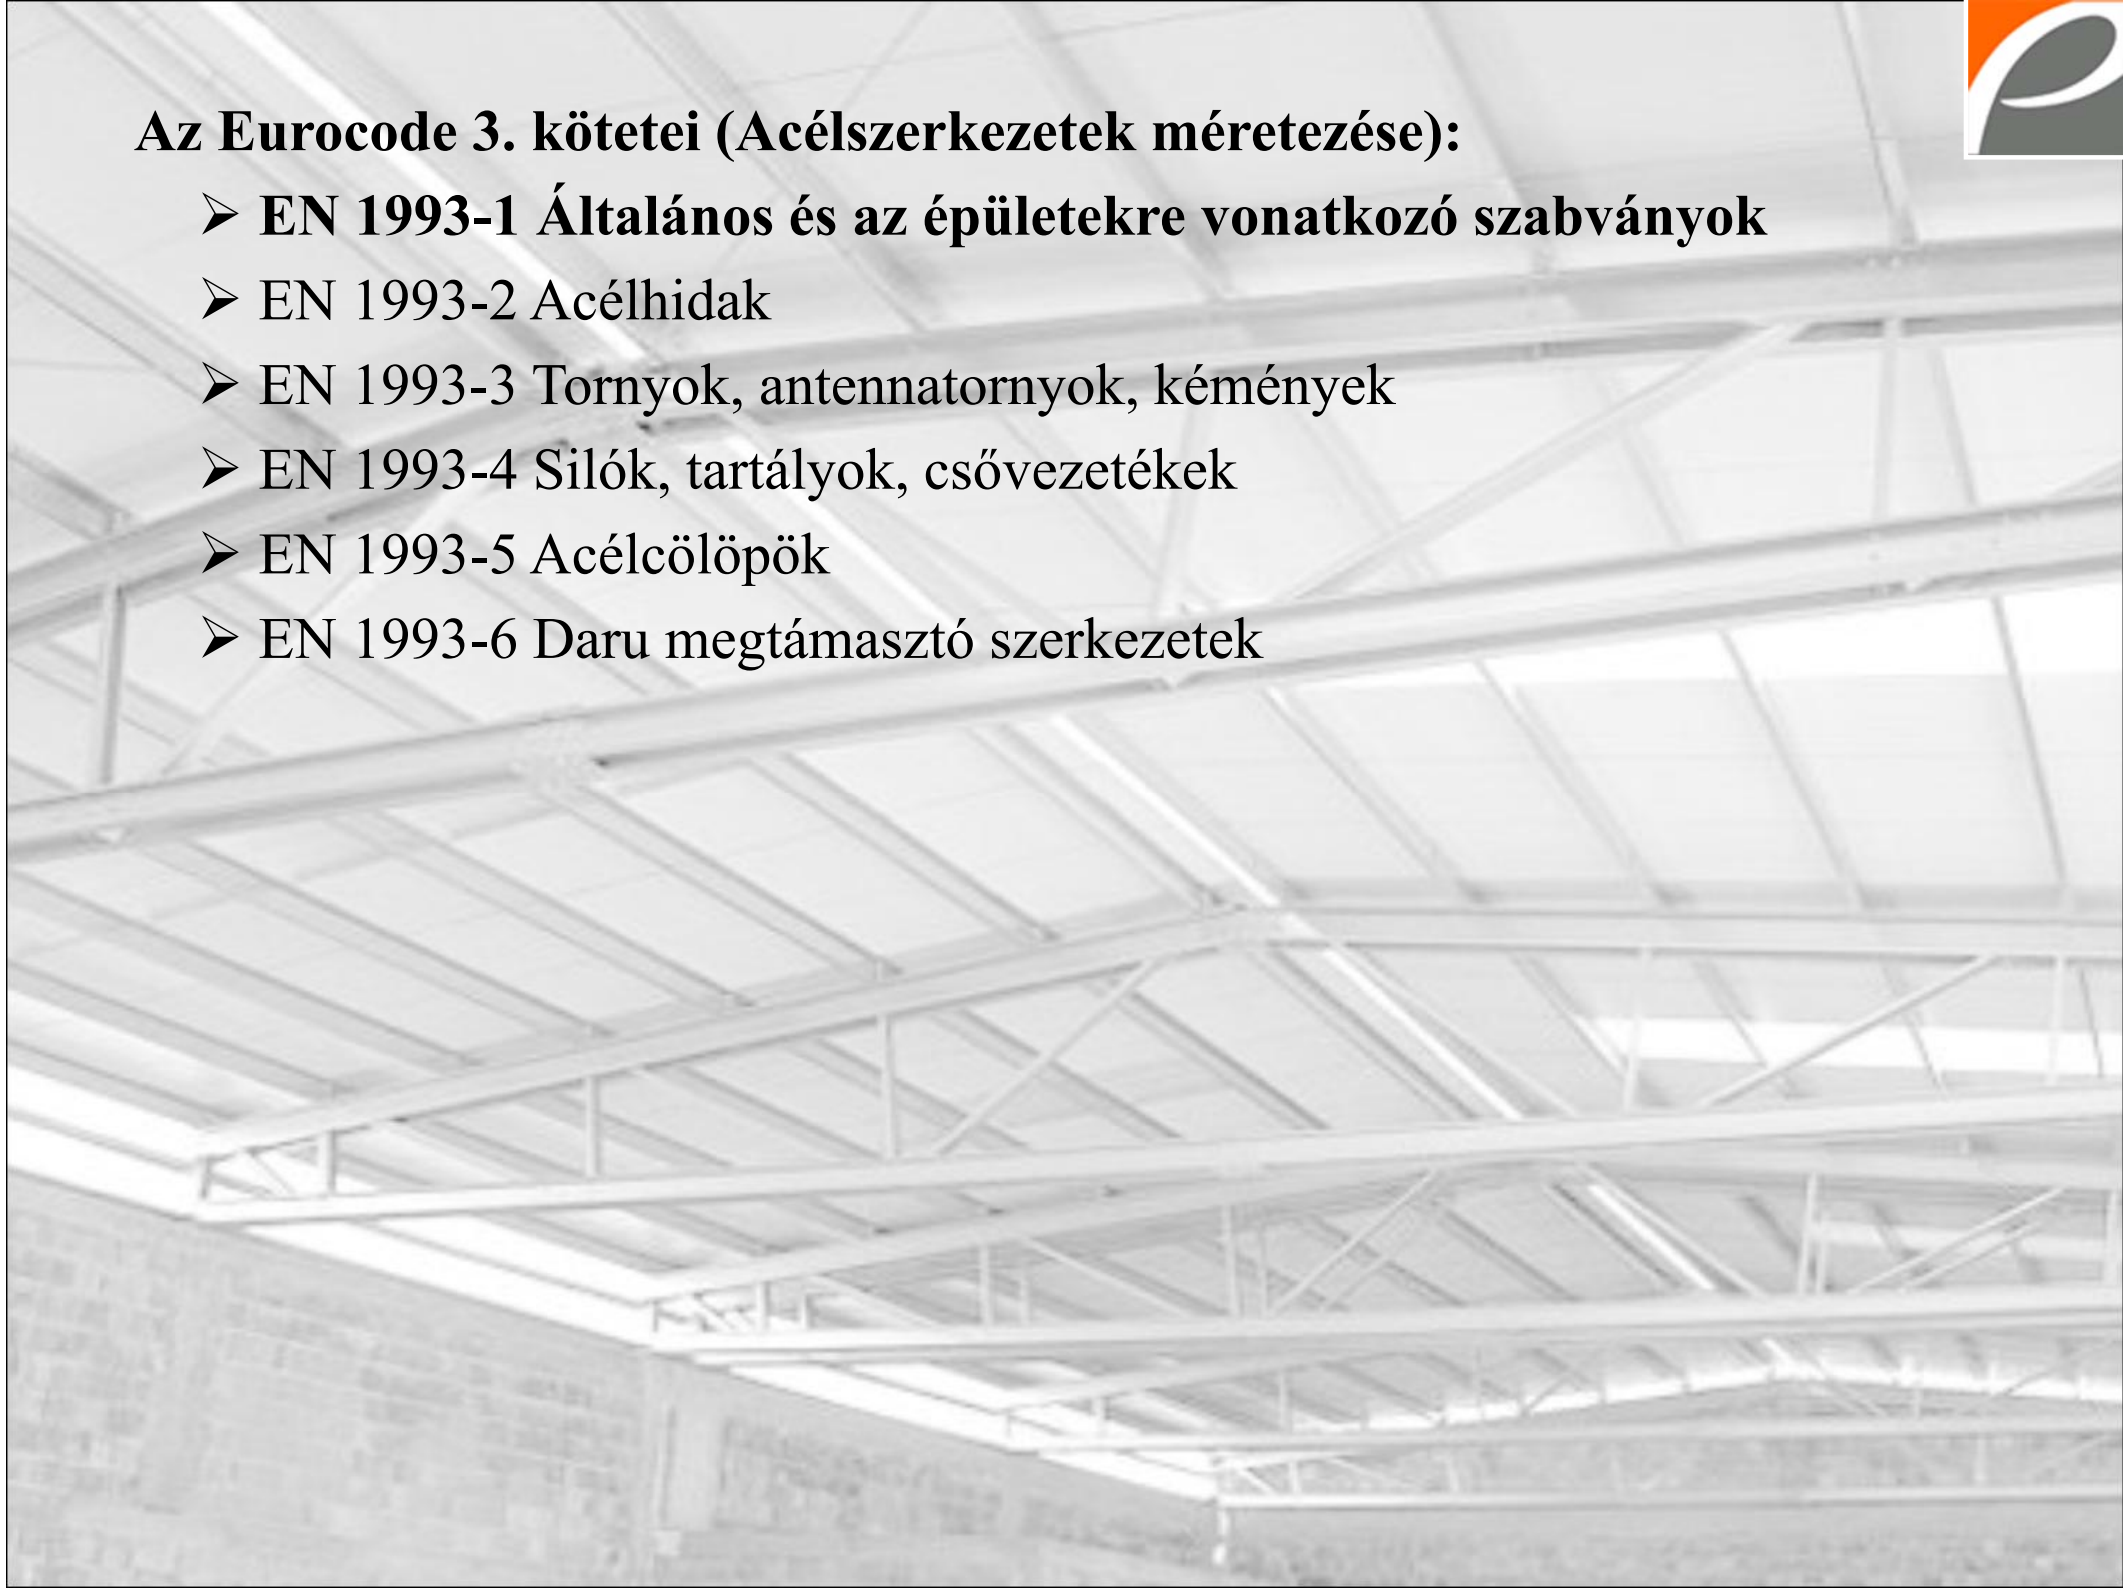 Az Eurocode 3. kötetei (Acélszerkezetek méretezése):
➢ EN 1993-1 Általános és az épületekre vonatkozó szabványok
➢ EN 1993-2 Acélhidak
➢ EN 1993-3 Tornyok, antennatornyok, kémények
➢ EN 1993-4 Silók, tartályok, csővezetékek
➢ EN 1993-5 Acélcölöpök
➢ EN 1993-6 Daru megtámasztó szerkezetek